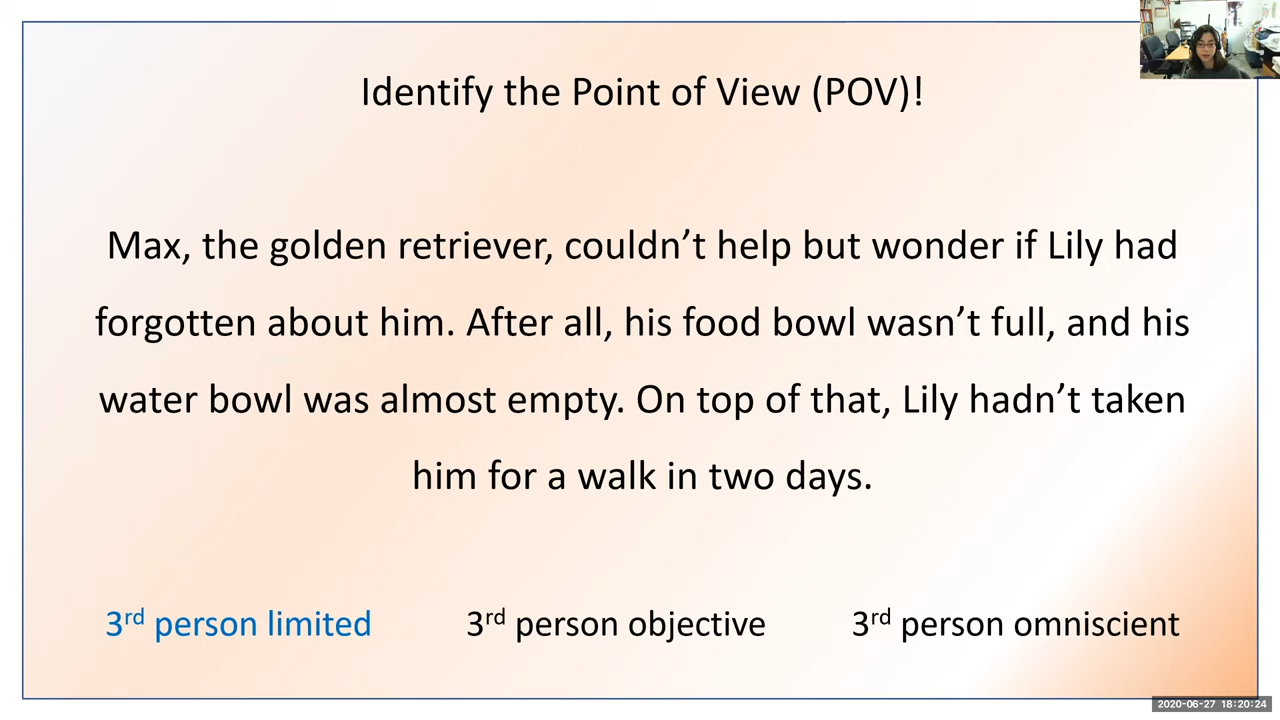 Identify the Point of View (POV)!
Max, the golden retriever, couldn’t help but wonder if Lily had
forgotten about him. After all, his food bowl wasn’t full, and his
water bowl was almost empty. On top of that, Lily hadn’t taken
him for a walk in two days.
3rd person limited 3rd person objective 3rd person omniscient
2020-06-27 18:20:24